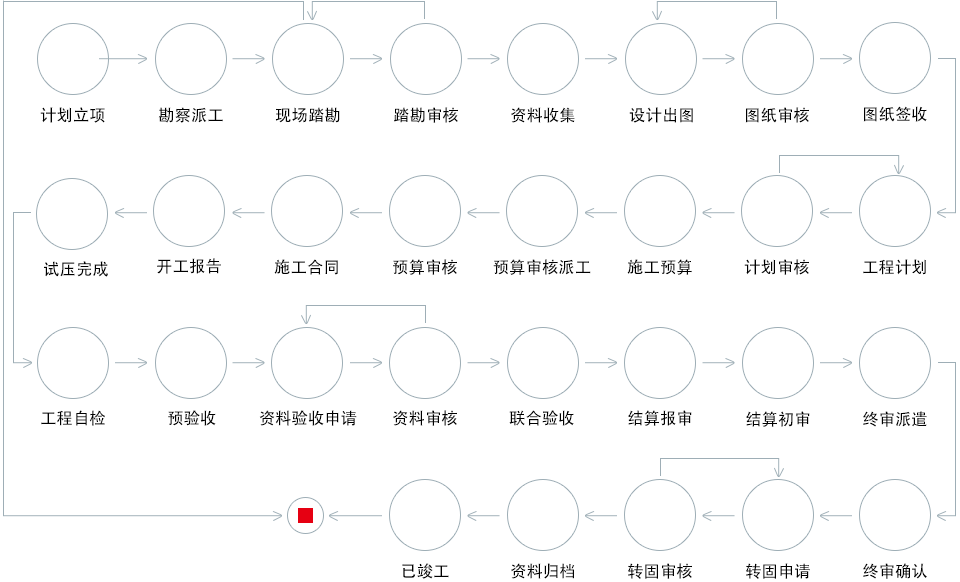 计划立项
勘察派工
现场踏勘
踏勘审核
资料收集
设计出图
图纸审核
图纸签收
试压完成
开工报告
施工合同
预算审核
预算审核派工
施工预算
计划审核
工程计划
工程自检
预验收
资料验收申请
资料审核
联合验收
结算报审
结算初审
终审派遣
已竣工
资料归档
转固审核
转固申请
终审确认